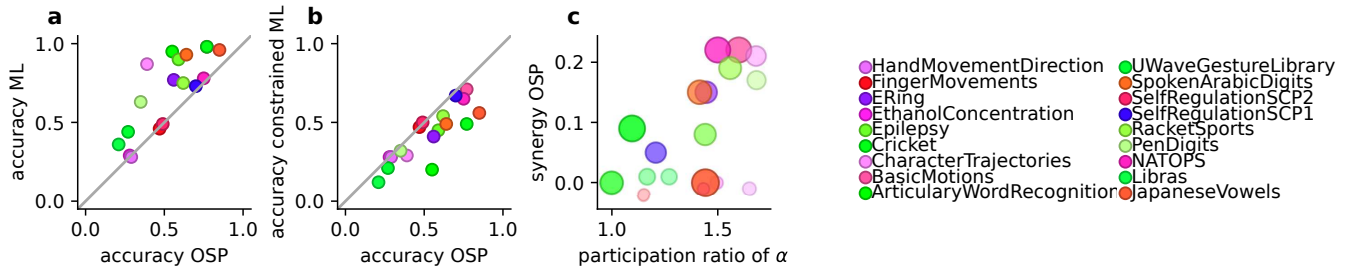 a
accuracy ML
1.0
0.5
0.0
0.0
0.5
1.0
accuracy OSP
b
accuracy constrained ML
1.0
0.5
0.0
0.0
0.5
1.0
accuracy OSP
c
synergy OSP
0.2
0.1
0.0
1.0
1.5
participation ratio of α
HandMovementDirection
FingerMovements
ERing
EthanolConcentration
Epilepsy
Cricket
CharacterTrajectories
BasicMotions
ArticularyWordRecognition
UWaveGestureLibrary
SpokenArabicDigits
SelfRegulationSCP2
SelfRegulationSCP1
RacketSports
PenDigits
NATOPS
Libras
JapaneseVowels